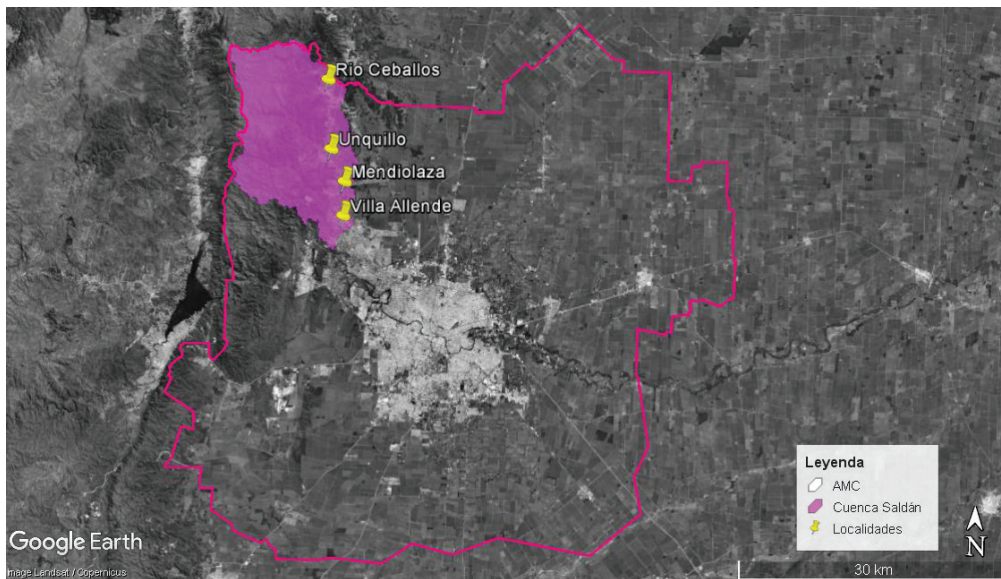 Río Ceballos
Unquillo
Mendiolaza
Villa Allende
Leyenda
AMC
Cuenca Saldán
Localidades
N
30 km
Google Earth
Image Landsat / Copernicus